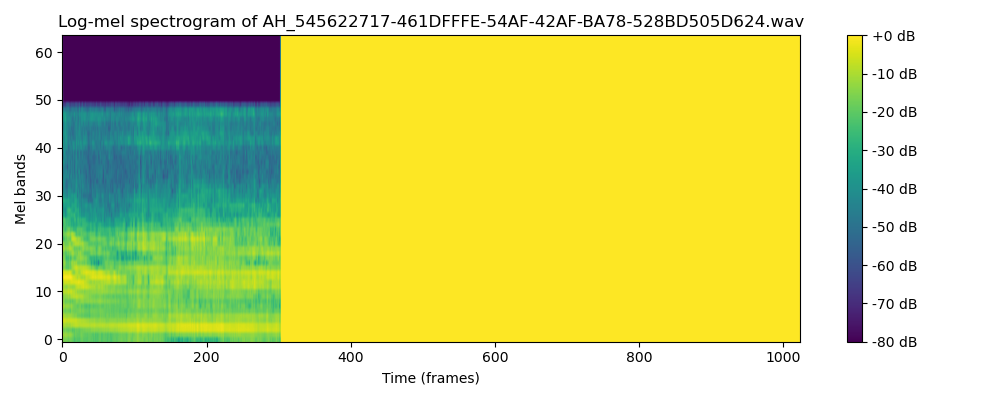 Log-mel spectrogram of AH_545622717-461DFFFE-54AF-42AF-BA78-528BD505D624.wav
60
50
40
30
20
10
0
Mel bands
0
200
400
600
800
1000
Time (frames)
+0 dB
-10 dB
-20 dB
-30 dB
-40 dB
-50 dB
-60 dB
-70 dB
-80 dB